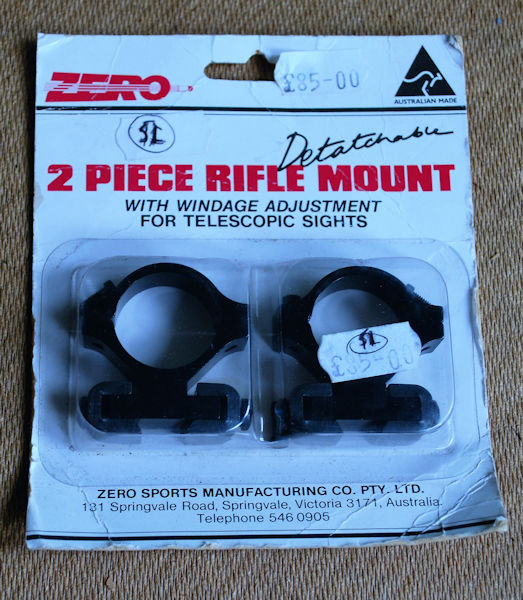 ZERO
£85-00
AUSTRALIAN MADE
Detatchable
2 PIECE RIFLE MOUNT
WITH WINDAGE ADJUSTMENT
FOR TELESCOPIC SIGHTS
£85-00
ZERO SPORTS MANUFACTURING CO. PTY. LTD.
131 Springvale Road, Springvale, Victoria 3171, Australia.
Telephone 546 0905